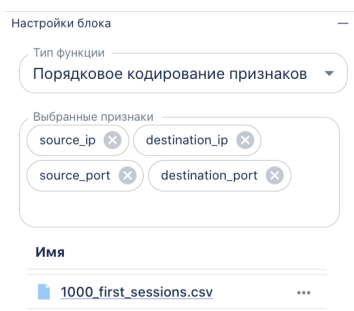 Настройки блока
Тип функции
Порядковое кодирование признаков
Выбранные признаки
source_ip destination_ip
source_port destination_port
Имя
1000_first_sessions.csv